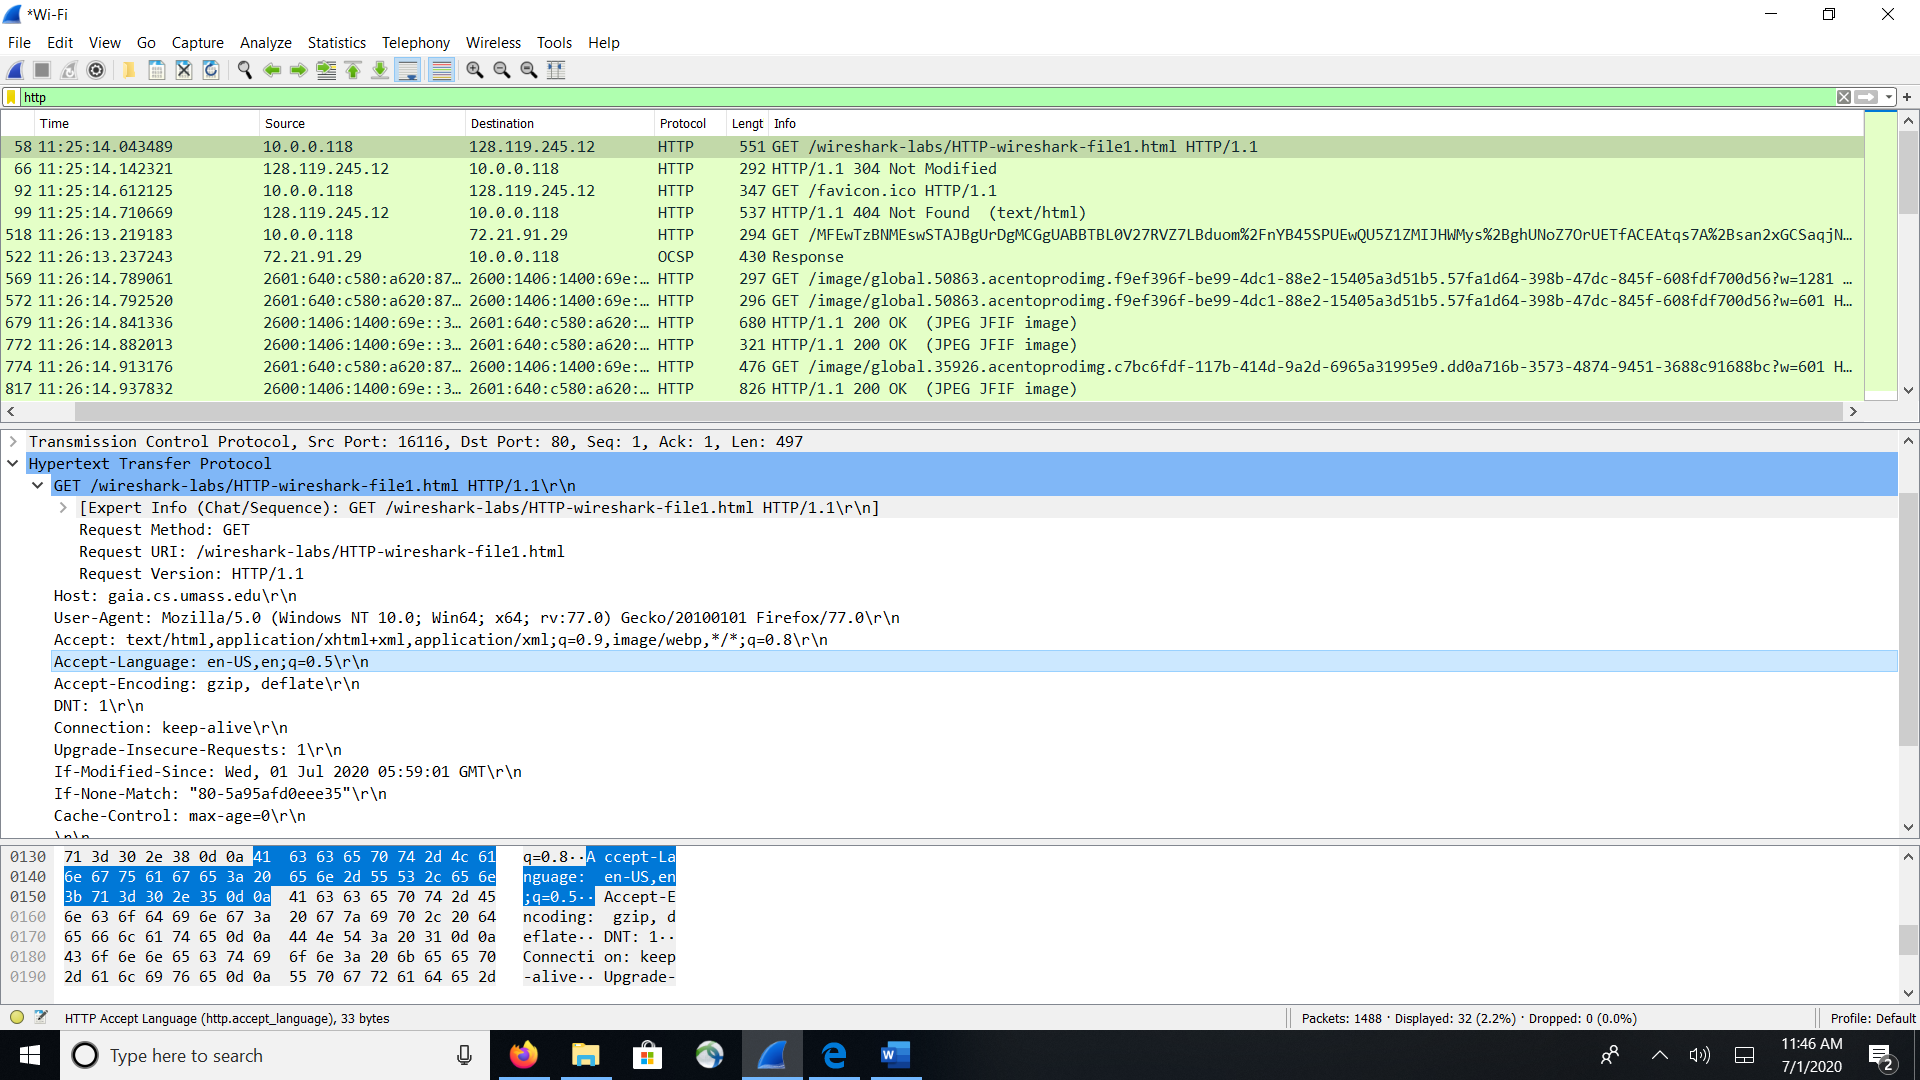 *Wi-Fi
File Edit View Go Capture Analyze Statistics Telephony Wireless Tools Help
http
Time Source Destination Protocol Lengt Info
58 11:25:14.043489 10.0.0.118 128.119.245.12 HTTP 551 GET /wireshark-labs/HTTP-wireshark-file1.html HTTP/1.1
66 11:25:14.142321 128.119.245.12 10.0.0.118 HTTP 292 HTTP/1.1 304 Not Modified
92 11:25:14.612125 10.0.0.118 128.119.245.12 HTTP 347 GET /favicon.ico HTTP/1.1
99 11:25:14.710669 128.119.245.12 10.0.0.118 HTTP 537 HTTP/1.1 404 Not Found (text/html)
518 11:26:13.219183 10.0.0.118 72.21.91.29 HTTP 294 GET /MFEwTzBNMEswSTAJBgUrDgMCGgUABBTBL0V27RVZ7LBduom%2FnYB45SPUEwQU5Z1ZMIJHWMys%2BghUNoZ7OrUETfACEAtqs7A%2Bsan2xGCSaqjN…
522 11:26:13.237243 72.21.91.29 10.0.0.118 OCSP 430 Response
569 11:26:14.789061 2601:640:c580:a620:87… 2600:1406:1400:69e:… HTTP 297 GET /image/global.50863.acentoprodimg.f9ef396f-be99-4dc1-88e2-15405a3d51b5.57fa1d64-398b-47dc-845f-608fdf700d56?w=1281 …
572 11:26:14.792520 2601:640:c580:a620:87… 2600:1406:1400:69e:… HTTP 296 GET /image/global.50863.acentoprodimg.f9ef396f-be99-4dc1-88e2-15405a3d51b5.57fa1d64-398b-47dc-845f-608fdf700d56?w=601 H…
679 11:26:14.841336 2600:1406:1400:69e::3… 2601:640:c580:a620:… HTTP 680 HTTP/1.1 200 OK (JPEG JFIF image)
772 11:26:14.882013 2600:1406:1400:69e::3… 2601:640:c580:a620:… HTTP 321 HTTP/1.1 200 OK (JPEG JFIF image)
774 11:26:14.913176 2601:640:c580:a620:87… 2600:1406:1400:69e:… HTTP 476 GET /image/global.35926.acentoprodimg.c7bc6fdf-117b-414d-9a2d-6965a31995e9.dd0a716b-3573-4874-9451-3688c91688bc?w=601 H…
817 11:26:14.937832 2600:1406:1400:69e::3… 2601:640:c580:a620:… HTTP 826 HTTP/1.1 200 OK (JPEG JFIF image)
Transmission Control Protocol, Src Port: 16116, Dst Port: 80, Seq: 1, Ack: 1, Len: 497
Hypertext Transfer Protocol
GET /wireshark-labs/HTTP-wireshark-file1.html HTTP/1.1\r\n
[Expert Info (Chat/Sequence): GET /wireshark-labs/HTTP-wireshark-file1.html HTTP/1.1\r\n]
Request Method: GET
Request URI: /wireshark-labs/HTTP-wireshark-file1.html
Request Version: HTTP/1.1
Host: gaia.cs.umass.edu\r\n
User-Agent: Mozilla/5.0 (Windows NT 10.0; Win64; x64; rv:77.0) Gecko/20100101 Firefox/77.0\r\n
Accept: text/html,application/xhtml+xml,application/xml;q=0.9,image/webp,*/*;q=0.8\r\n
Accept-Language: en-US,en;q=0.5\r\n
Accept-Encoding: gzip, deflate\r\n
DNT: 1\r\n
Connection: keep-alive\r\n
Upgrade-Insecure-Requests: 1\r\n
If-Modified-Since: Wed, 01 Jul 2020 05:59:01 GMT\r\n
If-None-Match: "80-5a95afd0eee35"\r\n
Cache-Control: max-age=0\r\n
\r\n
0130 71 3d 30 2e 38 0d 0a 41 63 63 65 70 74 2d 4c 61 q=0.8··A ccept-La
0140 6e 67 75 61 67 65 3a 20 65 6e 2d 55 53 2c 65 6e nguage: en-US,en
0150 3b 71 3d 30 2e 35 0d 0a 41 63 63 65 70 74 2d 45 ;q=0.5·· Accept-E
0160 6e 63 6f 64 69 6e 67 3a 20 67 7a 69 70 2c 20 64 ncoding: gzip, d
0170 65 66 6c 61 74 65 0d 0a 44 4e 54 3a 20 31 0d 0a eflate·· DNT: 1··
0180 43 6f 6e 6e 65 63 74 69 6f 6e 3a 20 6b 65 65 70 Connecti on: keep
0190 2d 61 6c 69 76 65 0d 0a 55 70 67 72 61 64 65 2d -alive·· Upgrade-
HTTP Accept Language (http.accept_language), 33 bytes Packets: 1488 · Displayed: 32 (2.2%) · Dropped: 0 (0.0%) Profile: Default
Type here to search
11:46 AM
7/1/2020
2